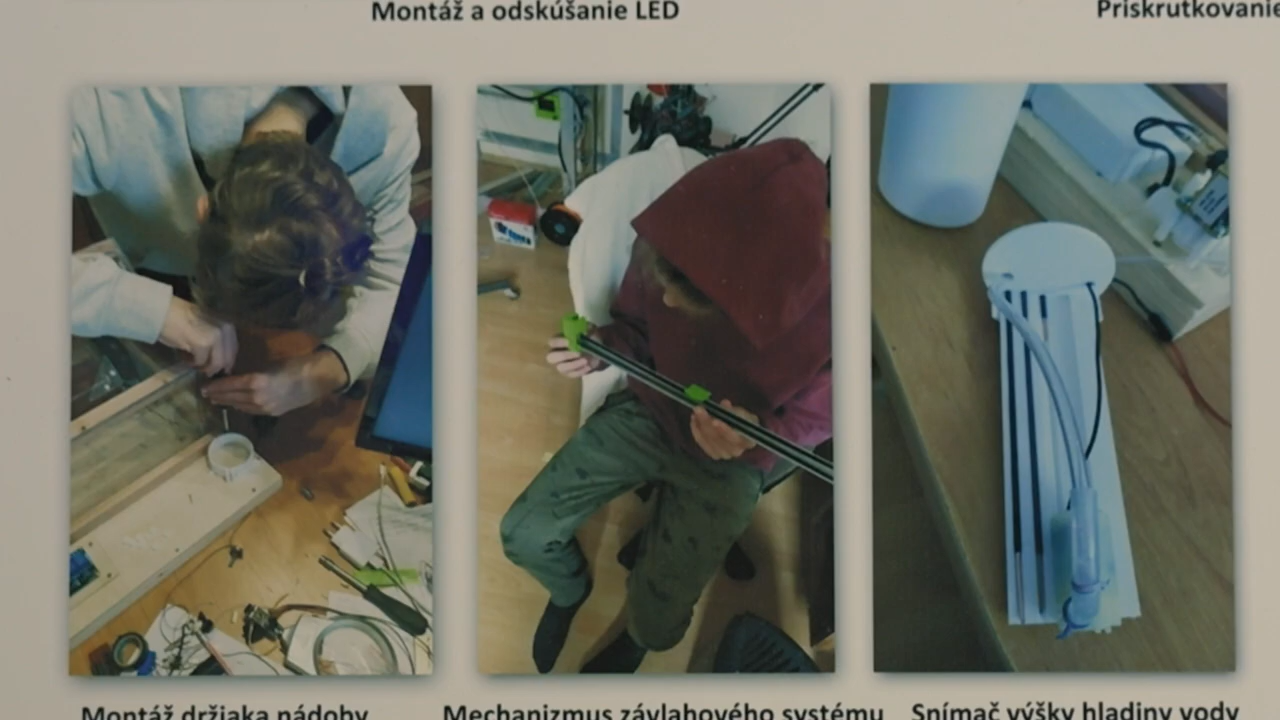 Montáž a odskúšanie LED
Priskrutkovanie
Montáž držiaka nádoby
Mechanizmus závlahového systému
Snímač výšky hladiny vody